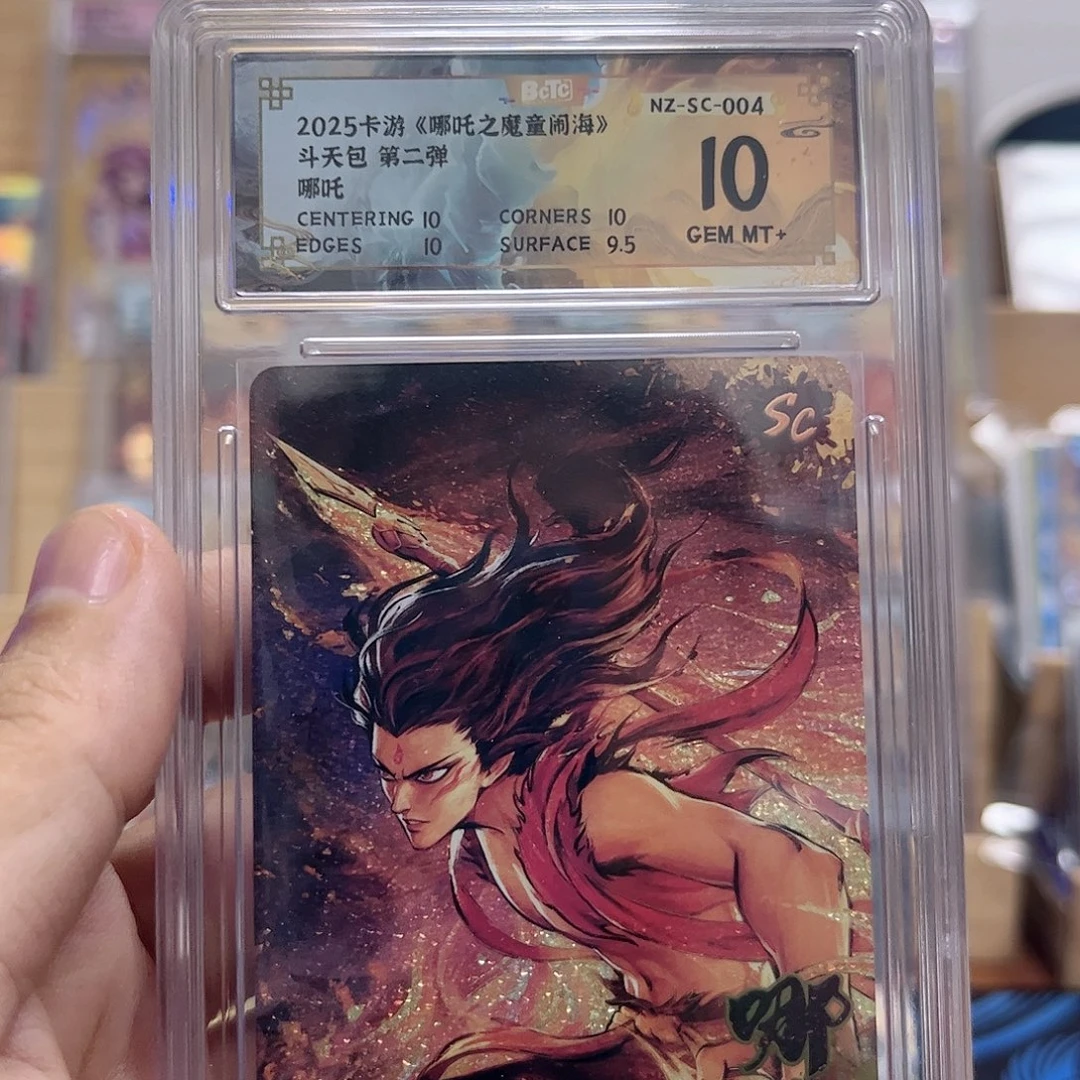 BCTC
NZ-SC-004
2025卡游《哪吒之魔童闹海》
斗天包 第二弹
哪吒
10
CENTERING 10 CORNERS 10
EDGES 10 SURFACE 9.5
GEM MT+
SC
哪